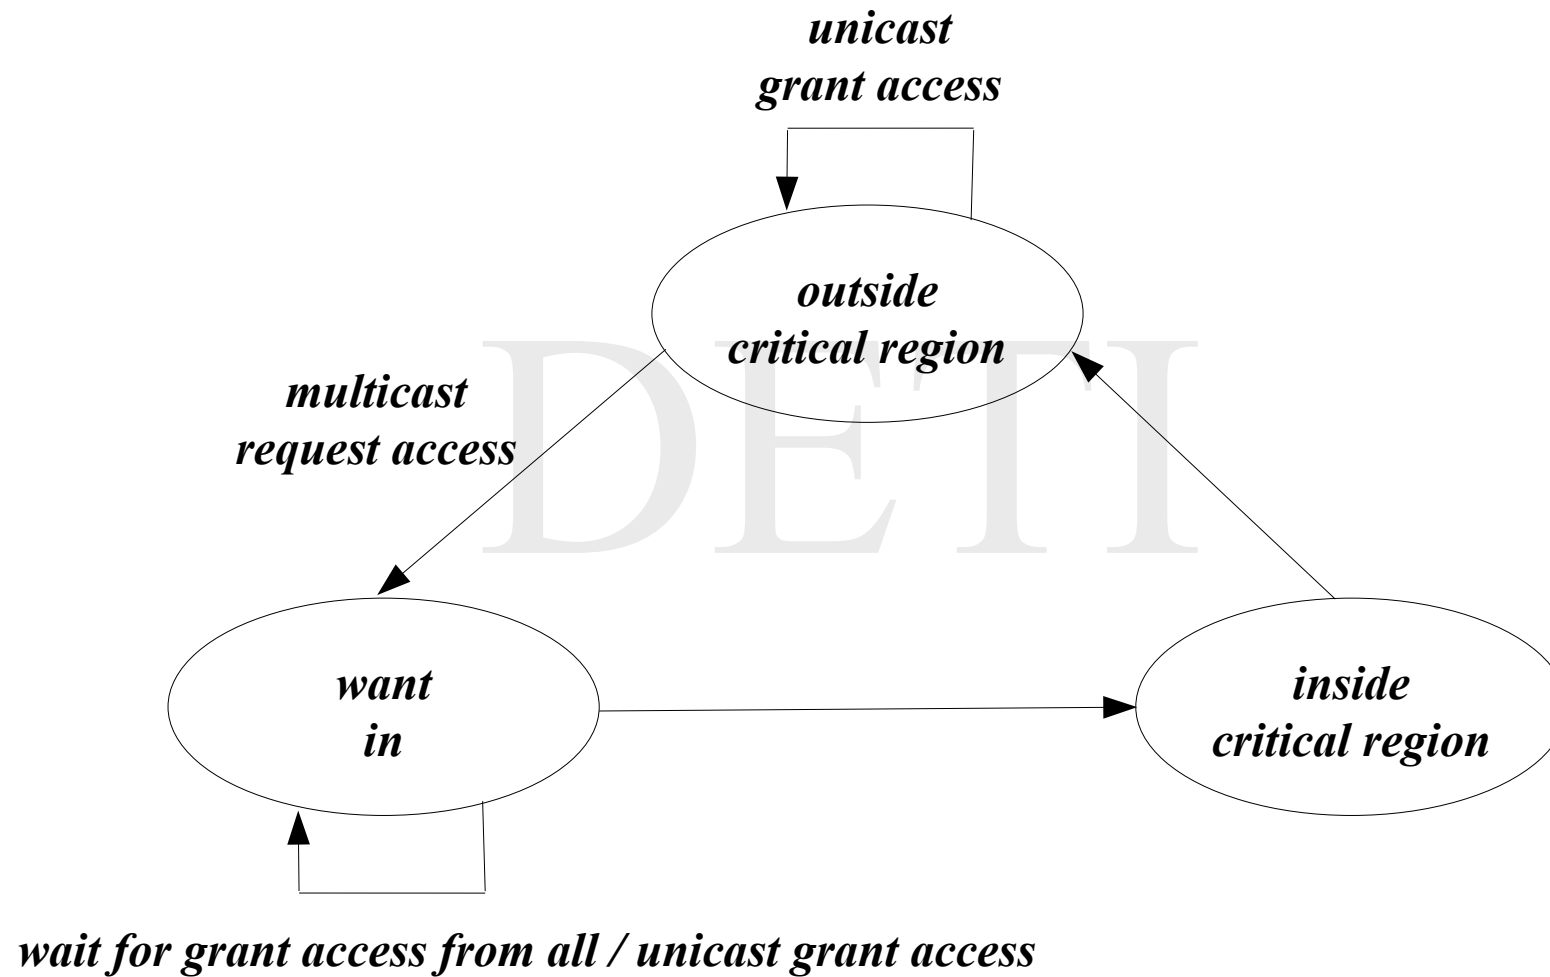 unicast
grant access
outside
critical region
multicast
request access
DETI
want
in
inside
critical region
wait for grant access from all / unicast grant access